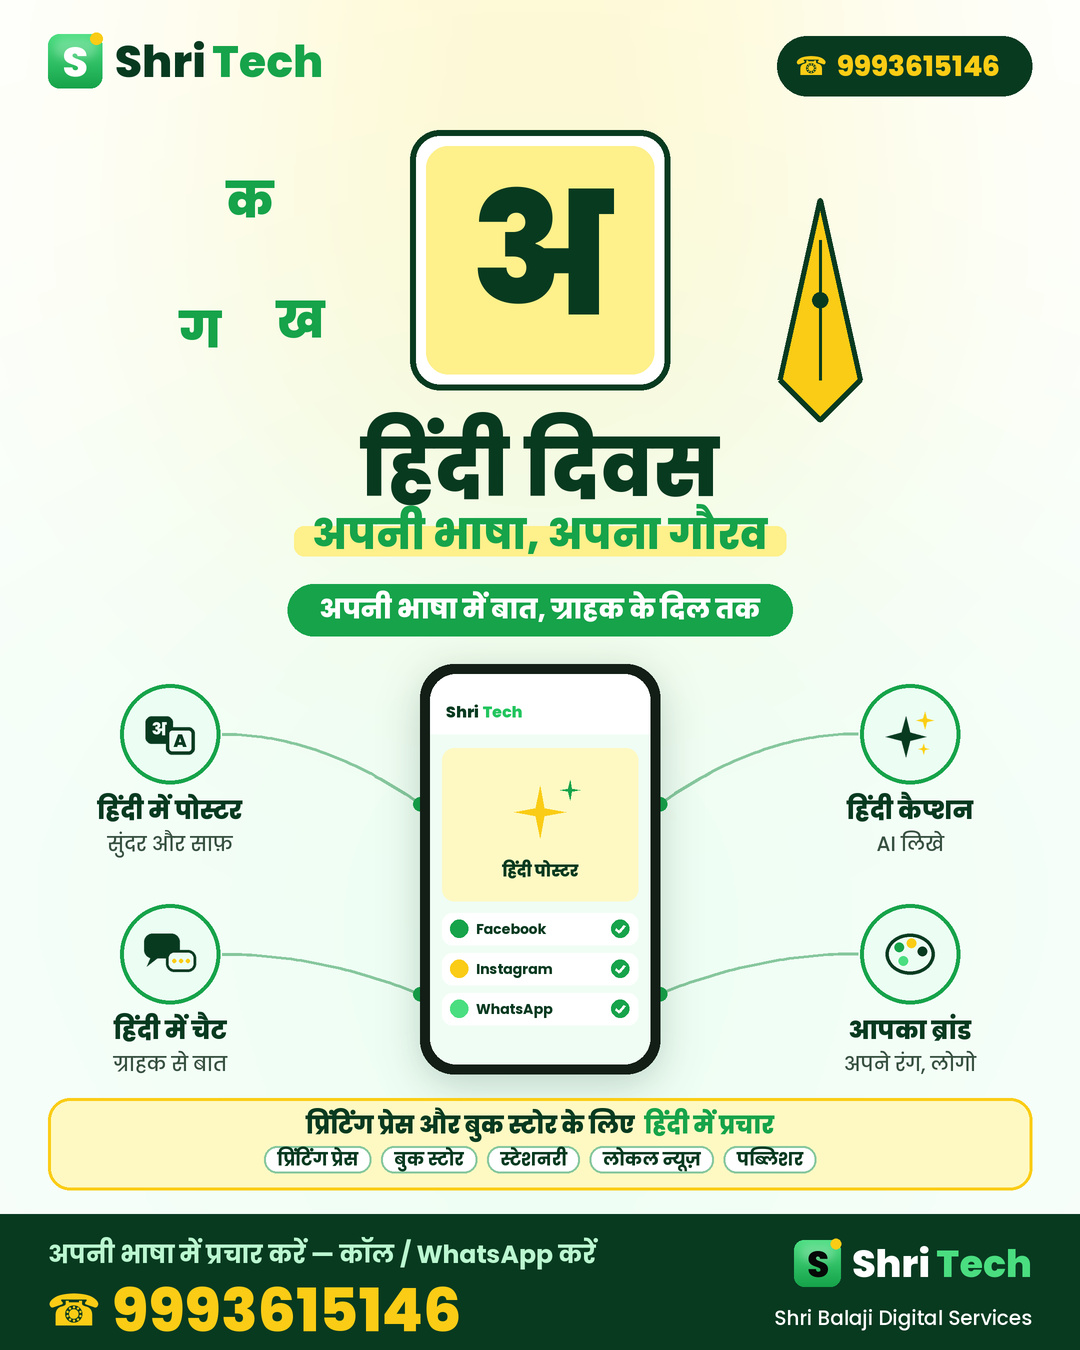 S Shri Tech
☎ 9993615146
अ
क
ग ख
हिंदी दिवस
अपनी भाषा, अपना गौरव
अपनी भाषा में बात, ग्राहक के दिल तक
अ A
हिंदी में पोस्टर
सुंदर और साफ़
हिंदी में चैट
ग्राहक से बात
Shri Tech
हिंदी पोस्टर
Facebook
Instagram
WhatsApp
हिंदी कैप्शन
AI लिखे
आपका ब्रांड
अपने रंग, लोगो
प्रिंटिंग प्रेस और बुक स्टोर के लिए हिंदी में प्रचार
प्रिंटिंग प्रेस बुक स्टोर स्टेशनरी लोकल न्यूज़ पब्लिशर
अपनी भाषा में प्रचार करें — कॉल / WhatsApp करें
☎ 9993615146
S Shri Tech
Shri Balaji Digital Services